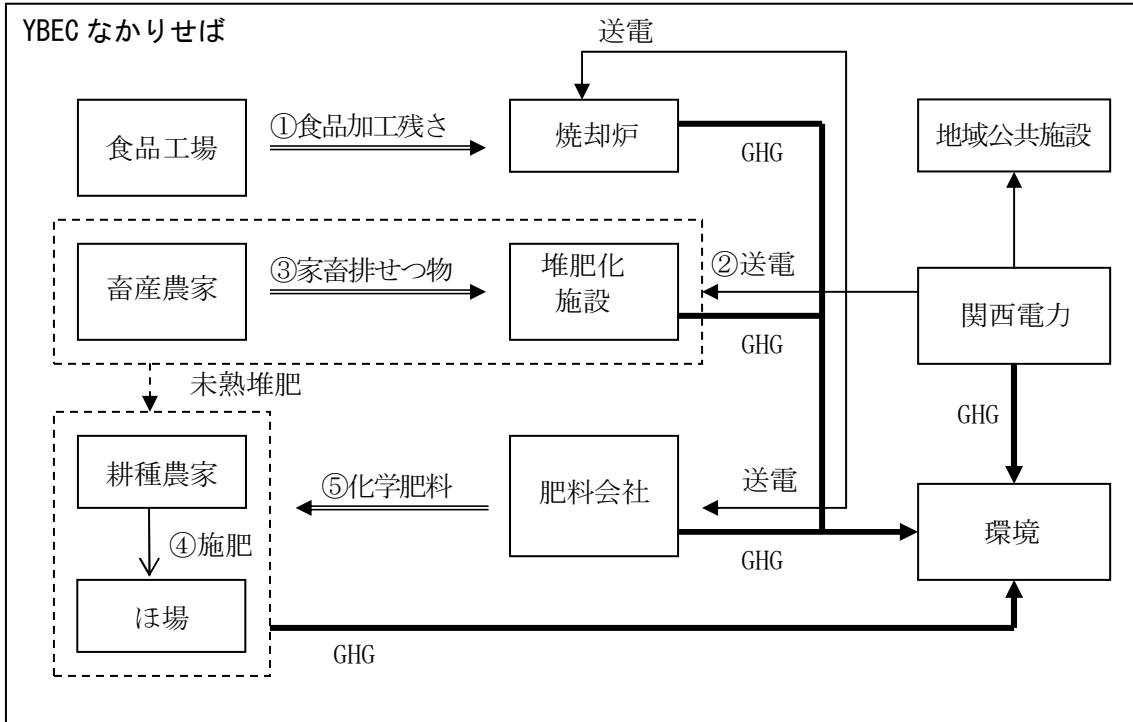 YBEC なかりせば
送電
食品工場
①食品加工残さ
焼却炉
GHG
地域公共施設
畜産農家
③家畜排せつ物
堆肥化
施設
②送電
関西電力
GHG
未熟堆肥
GHG
耕種農家
⑤化学肥料
肥料会社
送電
④施肥
環境
GHG
ほ場
GHG